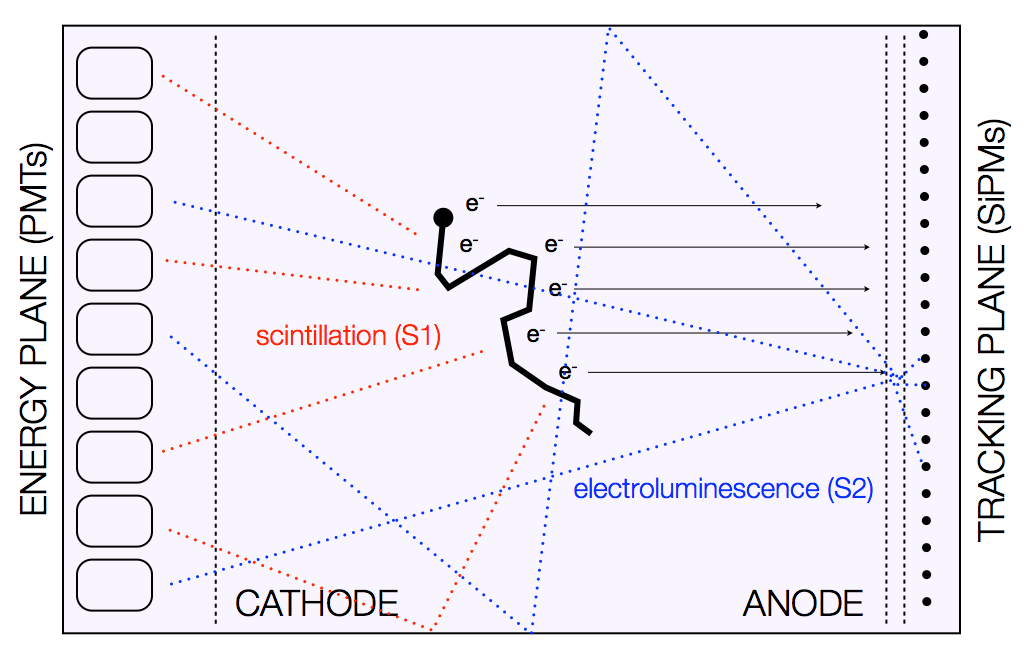 ENERGY PLANE (PMTs)
e-
e-
e-
e-
scintillation (S1)
e-
e-
electroluminescence (S2)
CATHODE
ANODE
TRACKING PLANE (SiPMs)